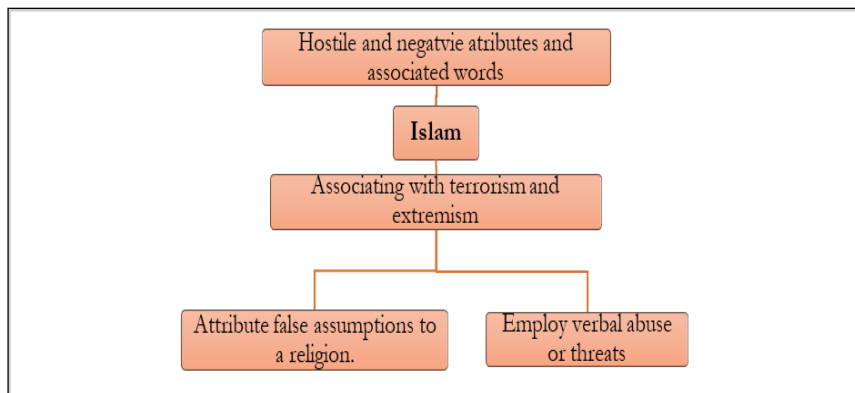 Hostile and negatvie atributes and
associated words
Islam
Associating with terrorism and
extremism
Attribute false assumptions to
a religion.
Employ verbal abuse
or threats